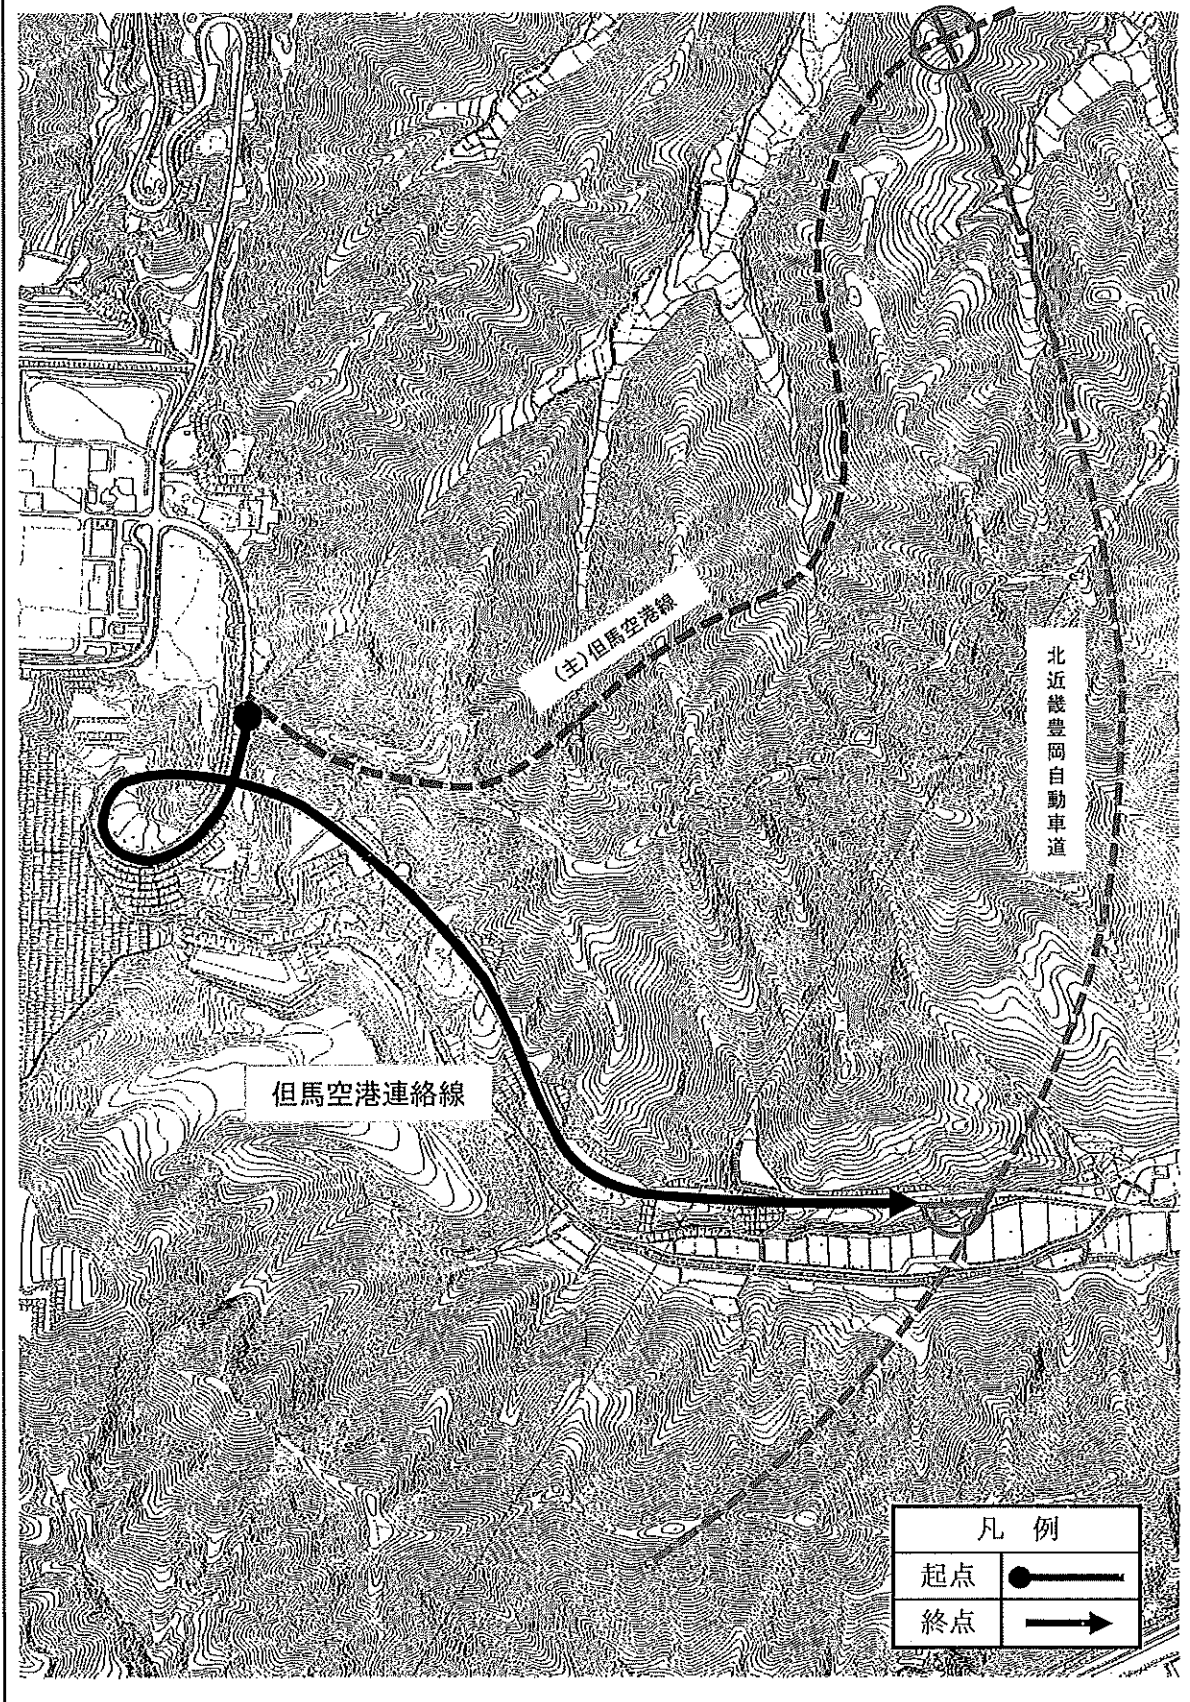 (主)但馬空港線
北近畿豊岡自動車道
但馬空港連絡線
凡 例
起点
終点